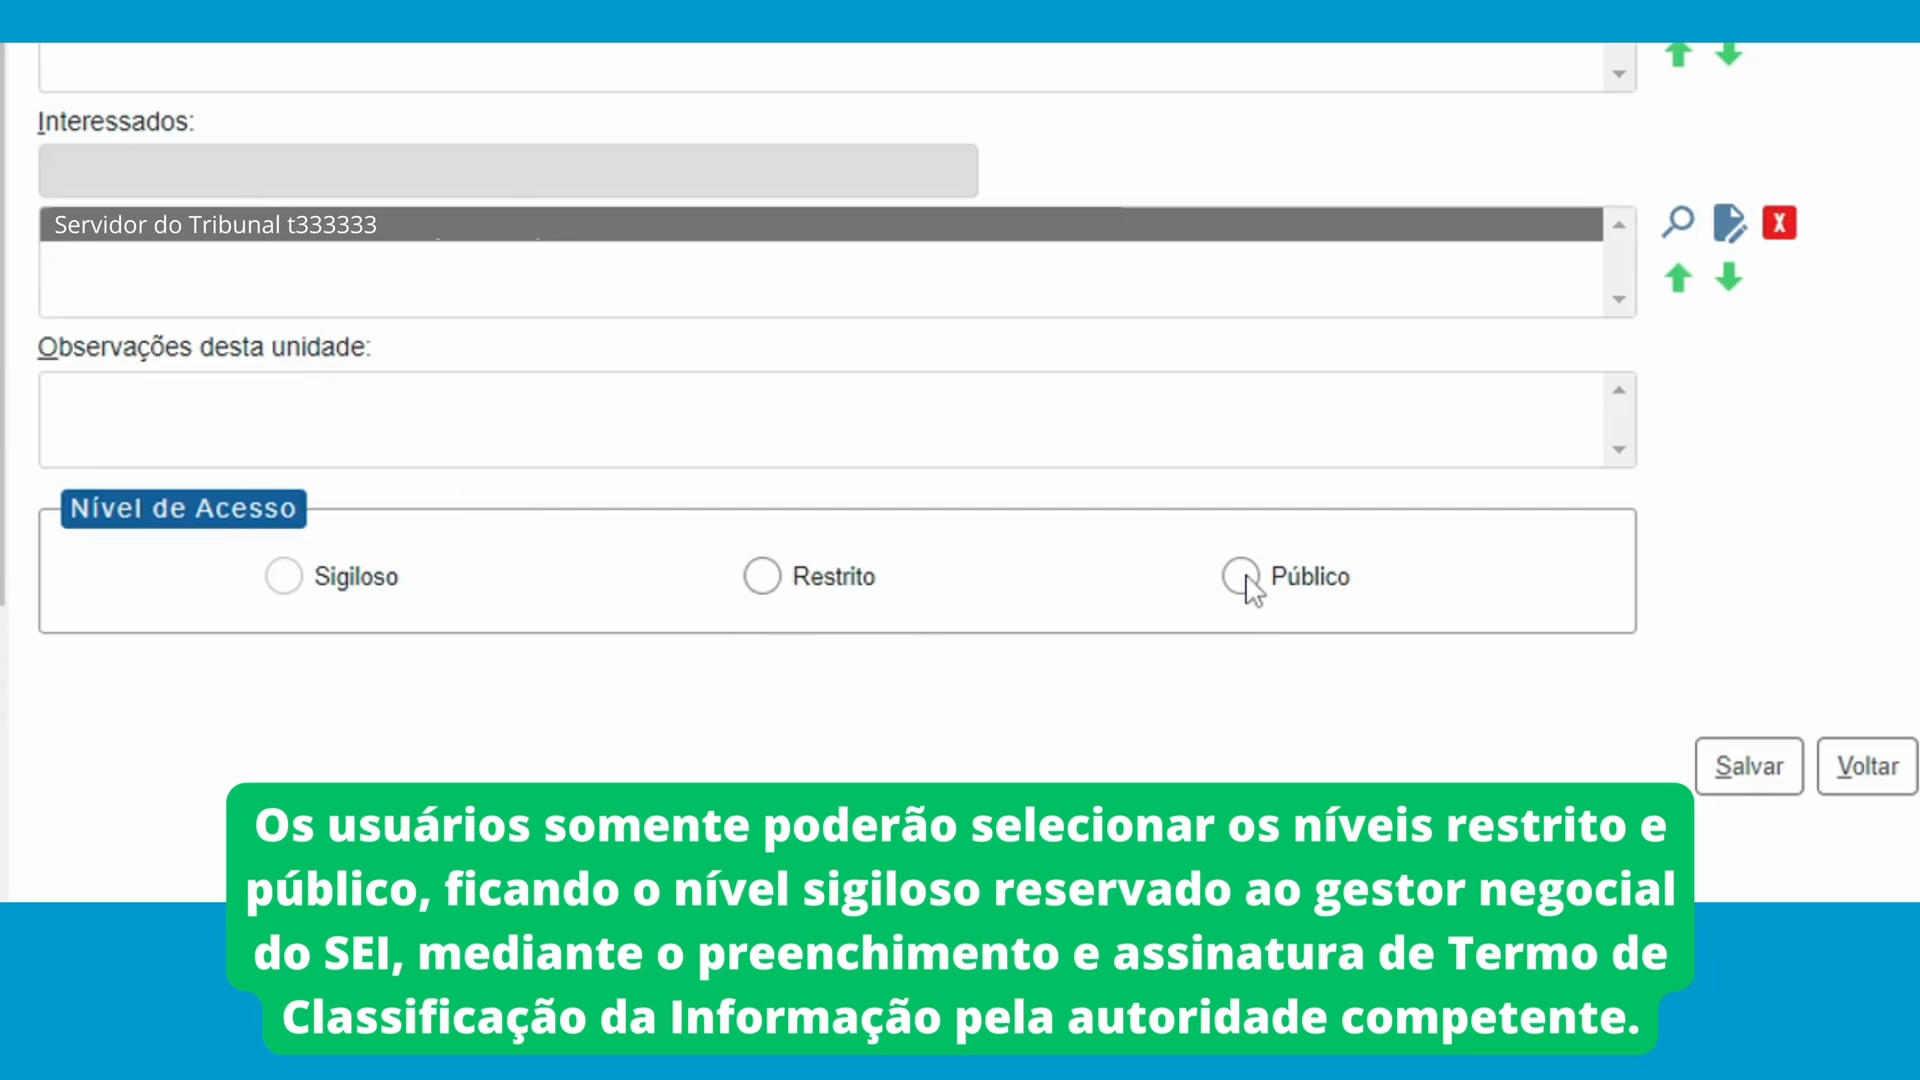 Interessados:
Servidor do Tribunal t333333
X
Observações desta unidade:
Nível de Acesso
Sigiloso
Restrito
Público
Salvar
Voltar
Os usuários somente poderão selecionar os níveis restrito e
público, ficando o nível sigiloso reservado ao gestor negocial
do SEI, mediante o preenchimento e assinatura de Termo de
Classificação da Informação pela autoridade competente.